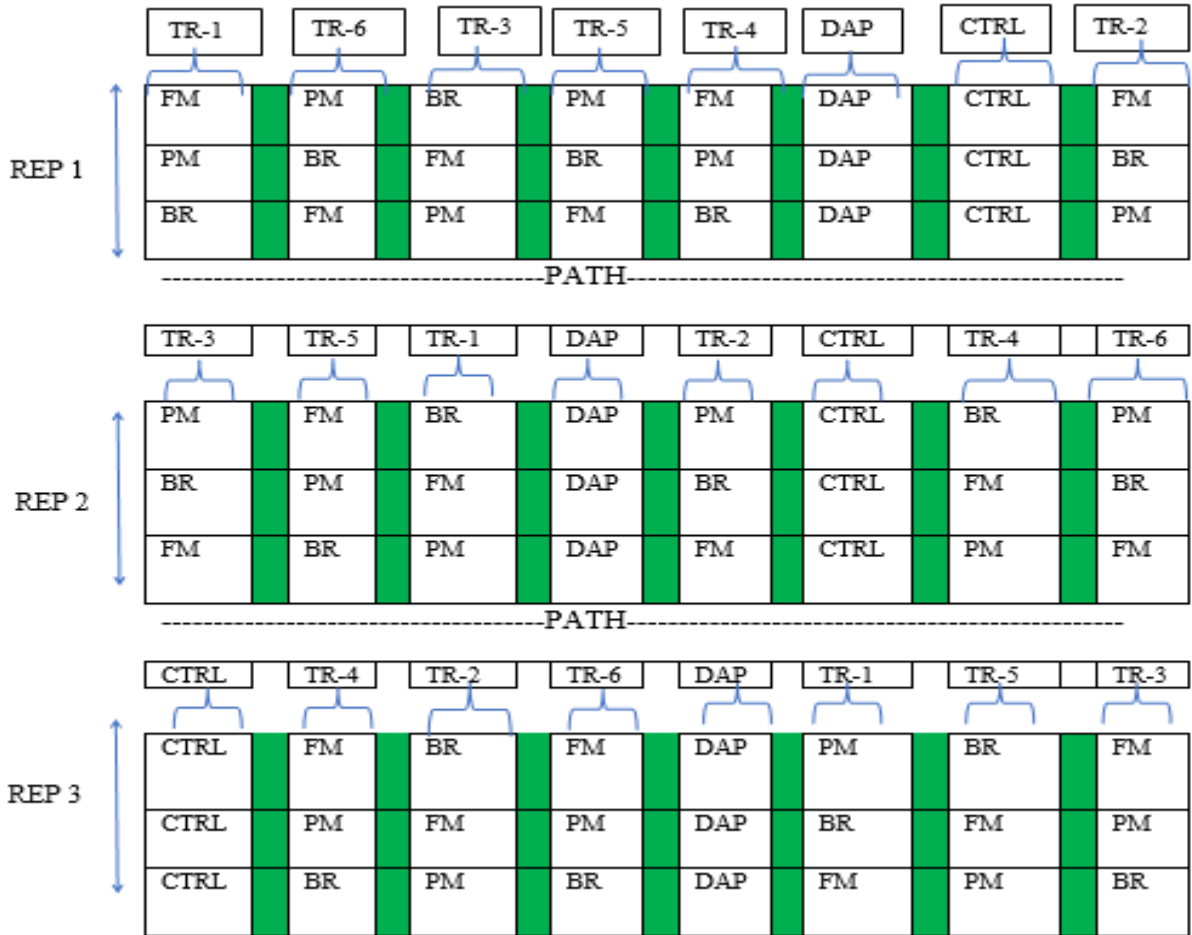 TR-1 TR-6 TR-3 TR-5 TR-4 DAP CTRL TR-2
FM PM BR PM FM DAP CTRL FM
REP 1
PM BR FM BR PM DAP CTRL BR
BR FM PM FM BR DAP CTRL PM
-------------------------------------PATH------------------------------------------------
TR-3 TR-5 TR-1 DAP TR-2 CTRL TR-4 TR-6
PM FM BR DAP PM CTRL BR PM
REP 2
BR PM FM DAP BR CTRL FM BR
FM BR PM DAP FM CTRL PM FM
-------------------------------------PATH------------------------------------------------
CTRL TR-4 TR-2 TR-6 DAP TR-1 TR-5 TR-3
CTRL FM BR FM DAP PM BR FM
REP 3
CTRL PM FM PM DAP BR FM PM
CTRL BR PM BR DAP FM PM BR